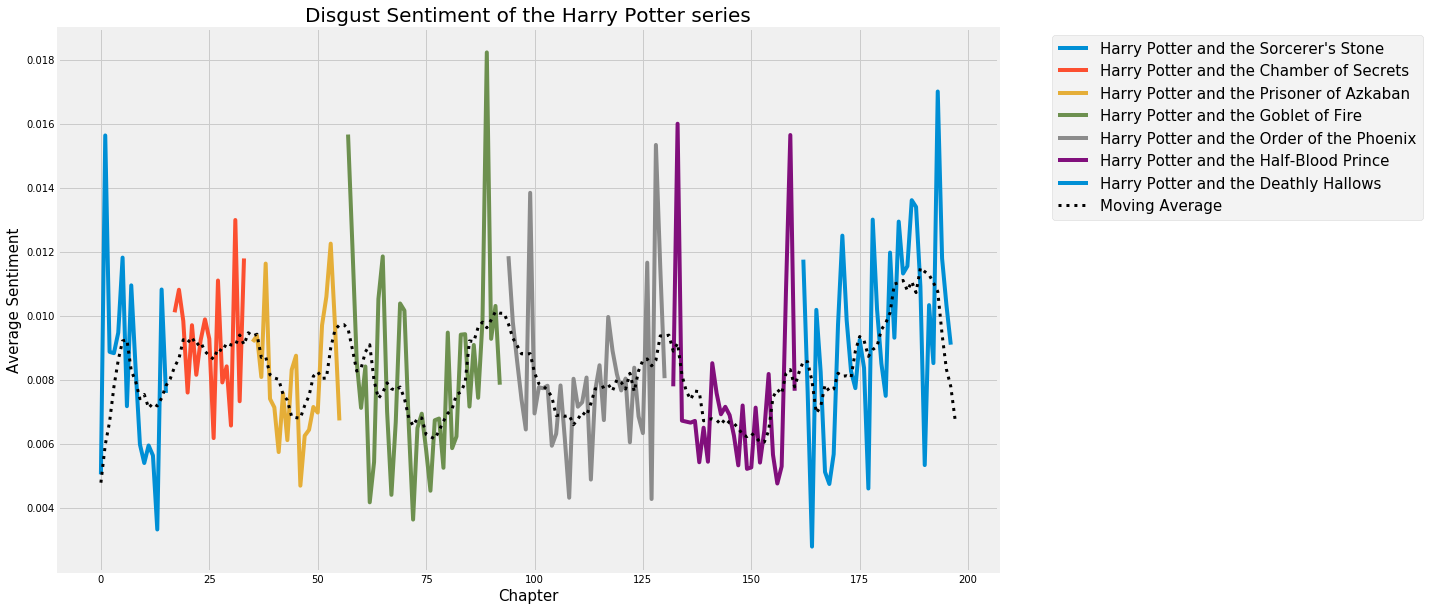 Disgust Sentiment of the Harry Potter series
Average Sentiment
0.018
0.016
0.014
0.012
0.010
0.008
0.006
0.004
0
25
50
75
100
125
150
175
200
Chapter
Harry Potter and the Sorcerer's Stone
Harry Potter and the Chamber of Secrets
Harry Potter and the Prisoner of Azkaban
Harry Potter and the Goblet of Fire
Harry Potter and the Order of the Phoenix
Harry Potter and the Half-Blood Prince
Harry Potter and the Deathly Hallows
Moving Average